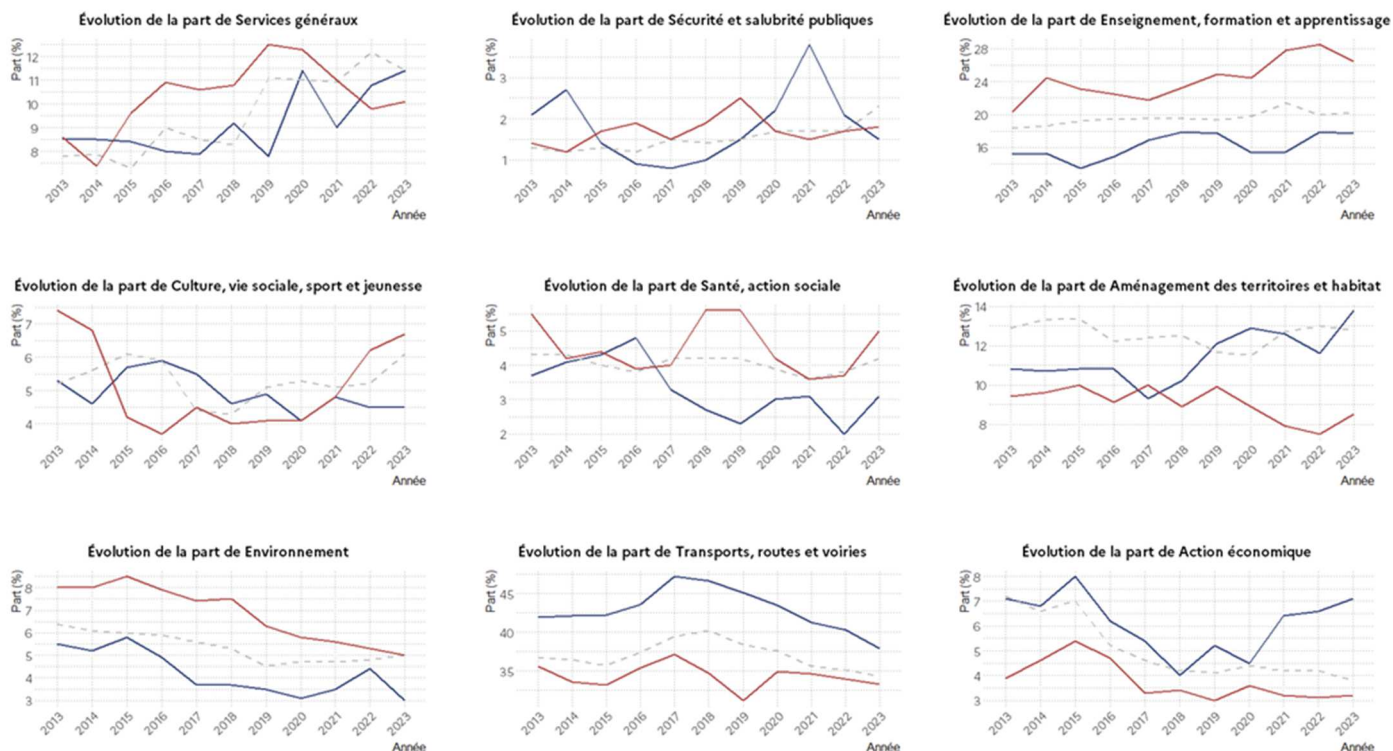 Évolution de la part de Services généraux
Part (%)
12
11
10
9
8
2013 2014 2015 2016 2017 2018 2019 2020 2021 2022 2023
Année
Évolution de la part de Sécurité et salubrité publiques
Part (%)
3
2
1
2013 2014 2015 2016 2017 2018 2019 2020 2021 2022 2023
Année
Évolution de la part de Enseignement, formation et apprentissage
Part (%)
28
24
20
16
2013 2014 2015 2016 2017 2018 2019 2020 2021 2022 2023
Année
Évolution de la part de Culture, vie sociale, sport et jeunesse
Part (%)
7
6
5
4
2013 2014 2015 2016 2017 2018 2019 2020 2021 2022 2023
Année
Évolution de la part de Santé, action sociale
Part (%)
5
4
3
2
2013 2014 2015 2016 2017 2018 2019 2020 2021 2022 2023
Année
Évolution de la part de Aménagement des territoires et habitat
Part (%)
14
12
10
8
2013 2014 2015 2016 2017 2018 2019 2020 2021 2022 2023
Année
Évolution de la part de Environnement
Part (%)
8
7
6
5
4
3
2013 2014 2015 2016 2017 2018 2019 2020 2021 2022 2023
Année
Évolution de la part de Transports, routes et voiries
Part (%)
45
40
35
2013 2014 2015 2016 2017 2018 2019 2020 2021 2022 2023
Année
Évolution de la part de Action économique
Part (%)
8
7
6
5
4
3
2013 2014 2015 2016 2017 2018 2019 2020 2021 2022 2023
Année